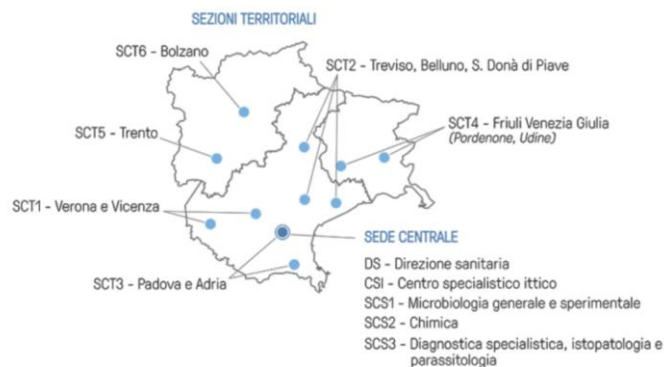 SEZIONI TERRITORIALI
SCT6 - Bolzano
SCT2 - Treviso, Belluno, S. Donà di Piave
SCT5 - Trento
SCT4 - Friuli Venezia Giulia
(Pordenone, Udine)
SCT1 - Verona e Vicenza
SCT3 - Padova e Adria
SEDE CENTRALE
DS - Direzione sanitaria
CSI - Centro specialistico ittico
SCS1 - Microbiologia generale e sperimentale
SCS2 - Chimica
SCS3 - Diagnostica specialistica, istopatologia e
parassitologia